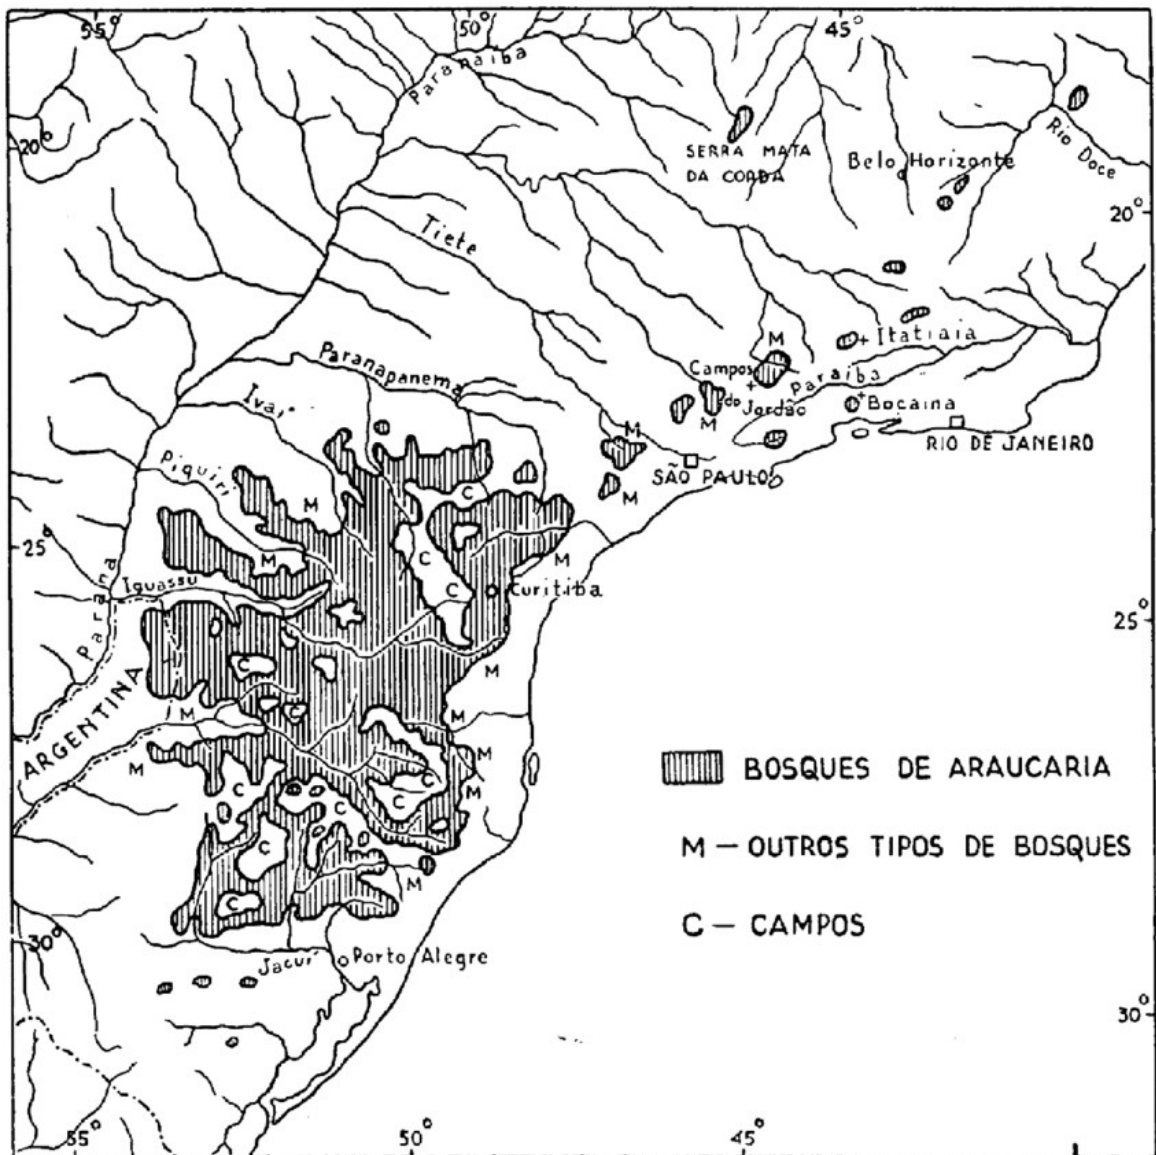 55°
50°
45°
Paranaiba
20°
SERRA MATA
DA CORDA
Belo Horizonte
Rio Doce
20°
Tiete
Paranapanema
Ivaí
Piquiri
M
Itatiaia
Campos
do Jordão
Paraiba
Bocaina
RIO DE JANEIRO
M
M
SÃO PAULO
M
C
M
25°
M
C
M
C
Curitiba
Iguassu
Parana
25°
C
M
ARGENTINA
M
C
M
M
M
C
C
M
C
C
C
M
C
BOSQUES DE ARAUCARIA
M – OUTROS TIPOS DE BOSQUES
C – CAMPOS
30°
Jacuí
Porto Alegre
30°
55°
50°
45°